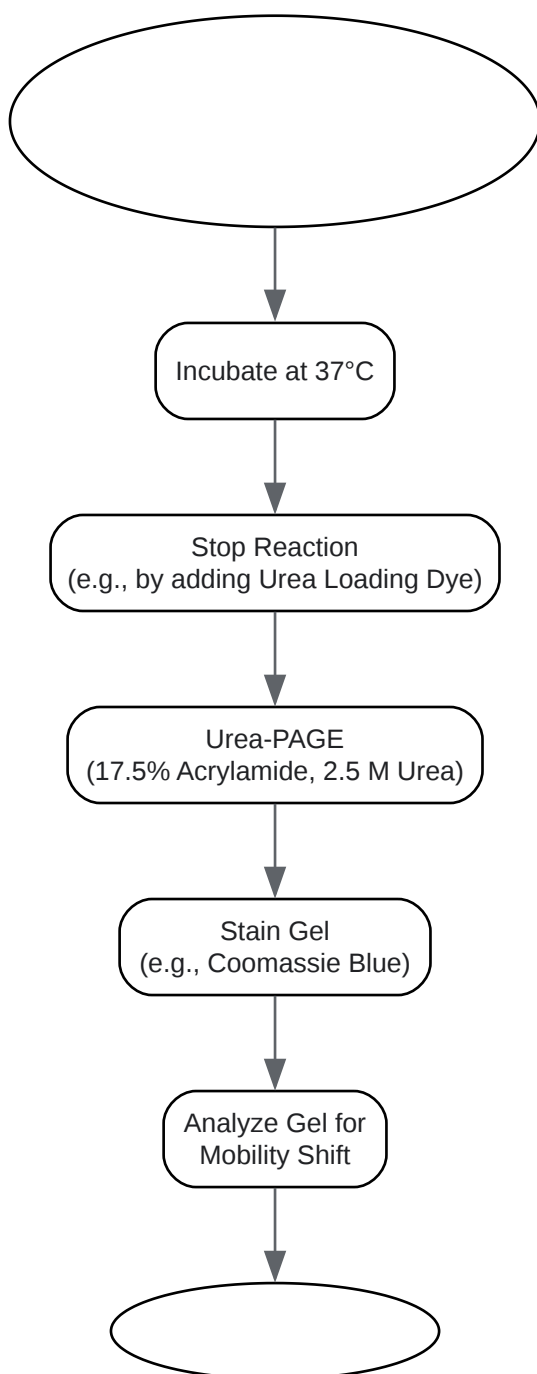 Incubate at 37°C
Stop Reaction
(e.g., by adding Urea Loading Dye)
Urea-PAGE
(17.5% Acrylamide, 2.5 M Urea)
Stain Gel
(e.g., Coomassie Blue)
Analyze Gel for
Mobility Shift